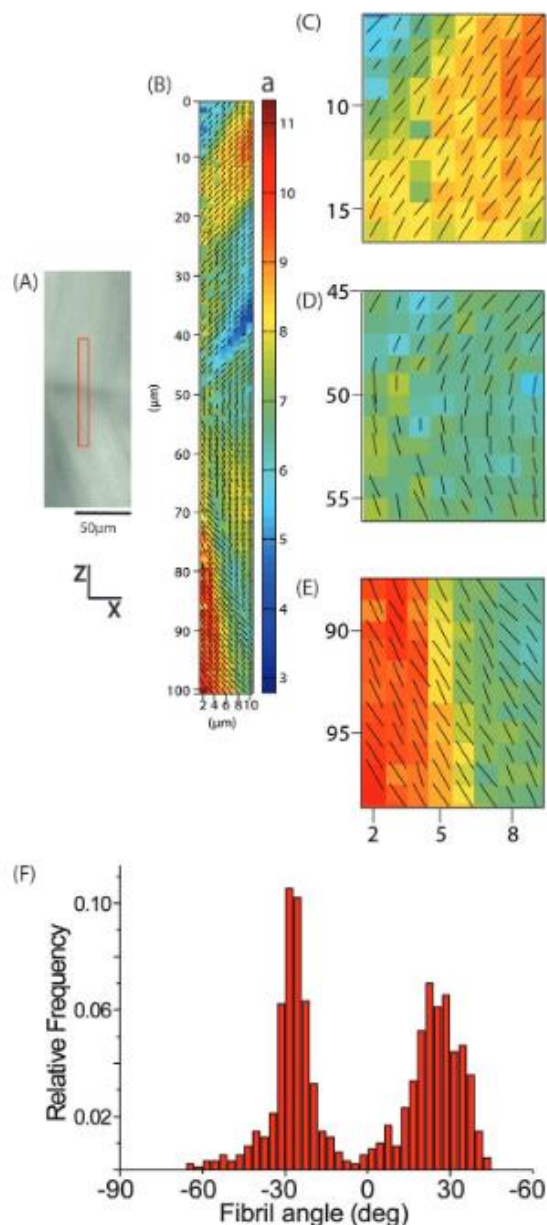 (A)
50μm
Z
X
(B)
a
0
10
20
30
40
50
60
70
80
90
100
(μm)
2 4 6 8 10
(μm)
11
10
9
8
7
6
5
4
3
(C)
10
15
(D)
45
50
55
(E)
90
95
2 5 8
(F)
Relative Frequency
0.10
0.06
0.02
-90 -60 -30 0 -30 -60
Fibril angle (deg)